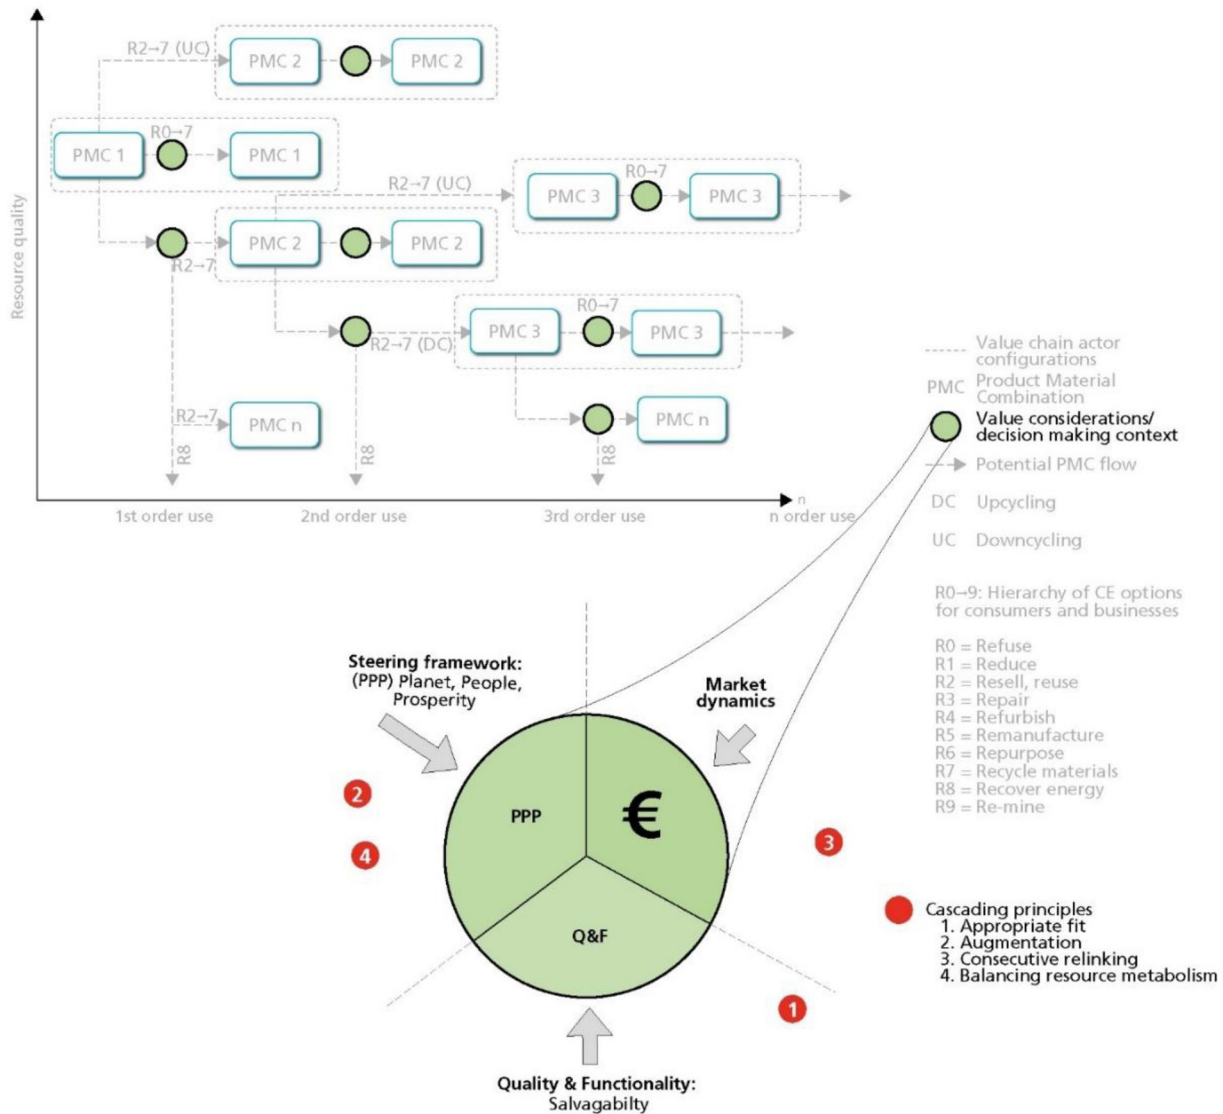 Resource quality
R2→7 (UC)
PMC 2
PMC 2
R0→7
PMC 1
PMC 1
R2→7 (UC)
R0→7
PMC 3
PMC 3
PMC 2
PMC 2
R2→7
R0→7
PMC 3
PMC 3
R2→7 (DC)
R2→7
PMC n
PMC n
R8
R8
R8
n
1st order use
2nd order use
3rd order use
n order use
Value chain actor
configurations
PMC Product Material
Combination
Value considerations/
decision making context
Potential PMC flow
DC Upcycling
UC Downcycling
R0→9: Hierarchy of CE options
for consumers and businesses
R0 = Refuse
R1 = Reduce
R2 = Resell, reuse
R3 = Repair
R4 = Refurbish
R5 = Remanufacture
R6 = Repurpose
R7 = Recycle materials
R8 = Recover energy
R9 = Re-mine
Steering framework:
(PPP) Planet, People,
Prosperity
Market
dynamics
2
PPP
€
4
3
Q&F
1
Cascading principles
1. Appropriate fit
2. Augmentation
3. Consecutive relinking
4. Balancing resource metabolism
Quality & Functionality:
Salvagabilty